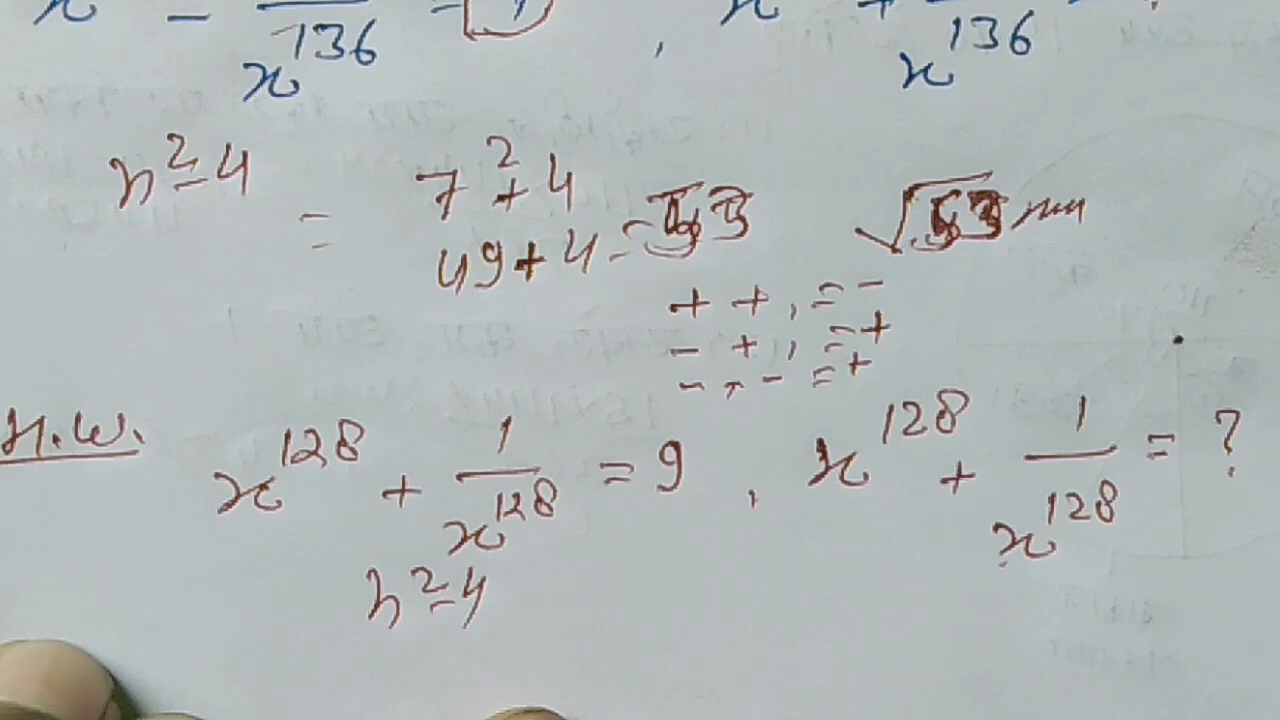 x - 1/x^136 = 7 , x + 1/x^136
n²-4 = 7²+4
49+4=53 √53
+ + , = -
- + , = +
- , - = +
H.W. x^128 + 1/x^128 = 9 , x^128 + 1/x^128 = ?
n²-4